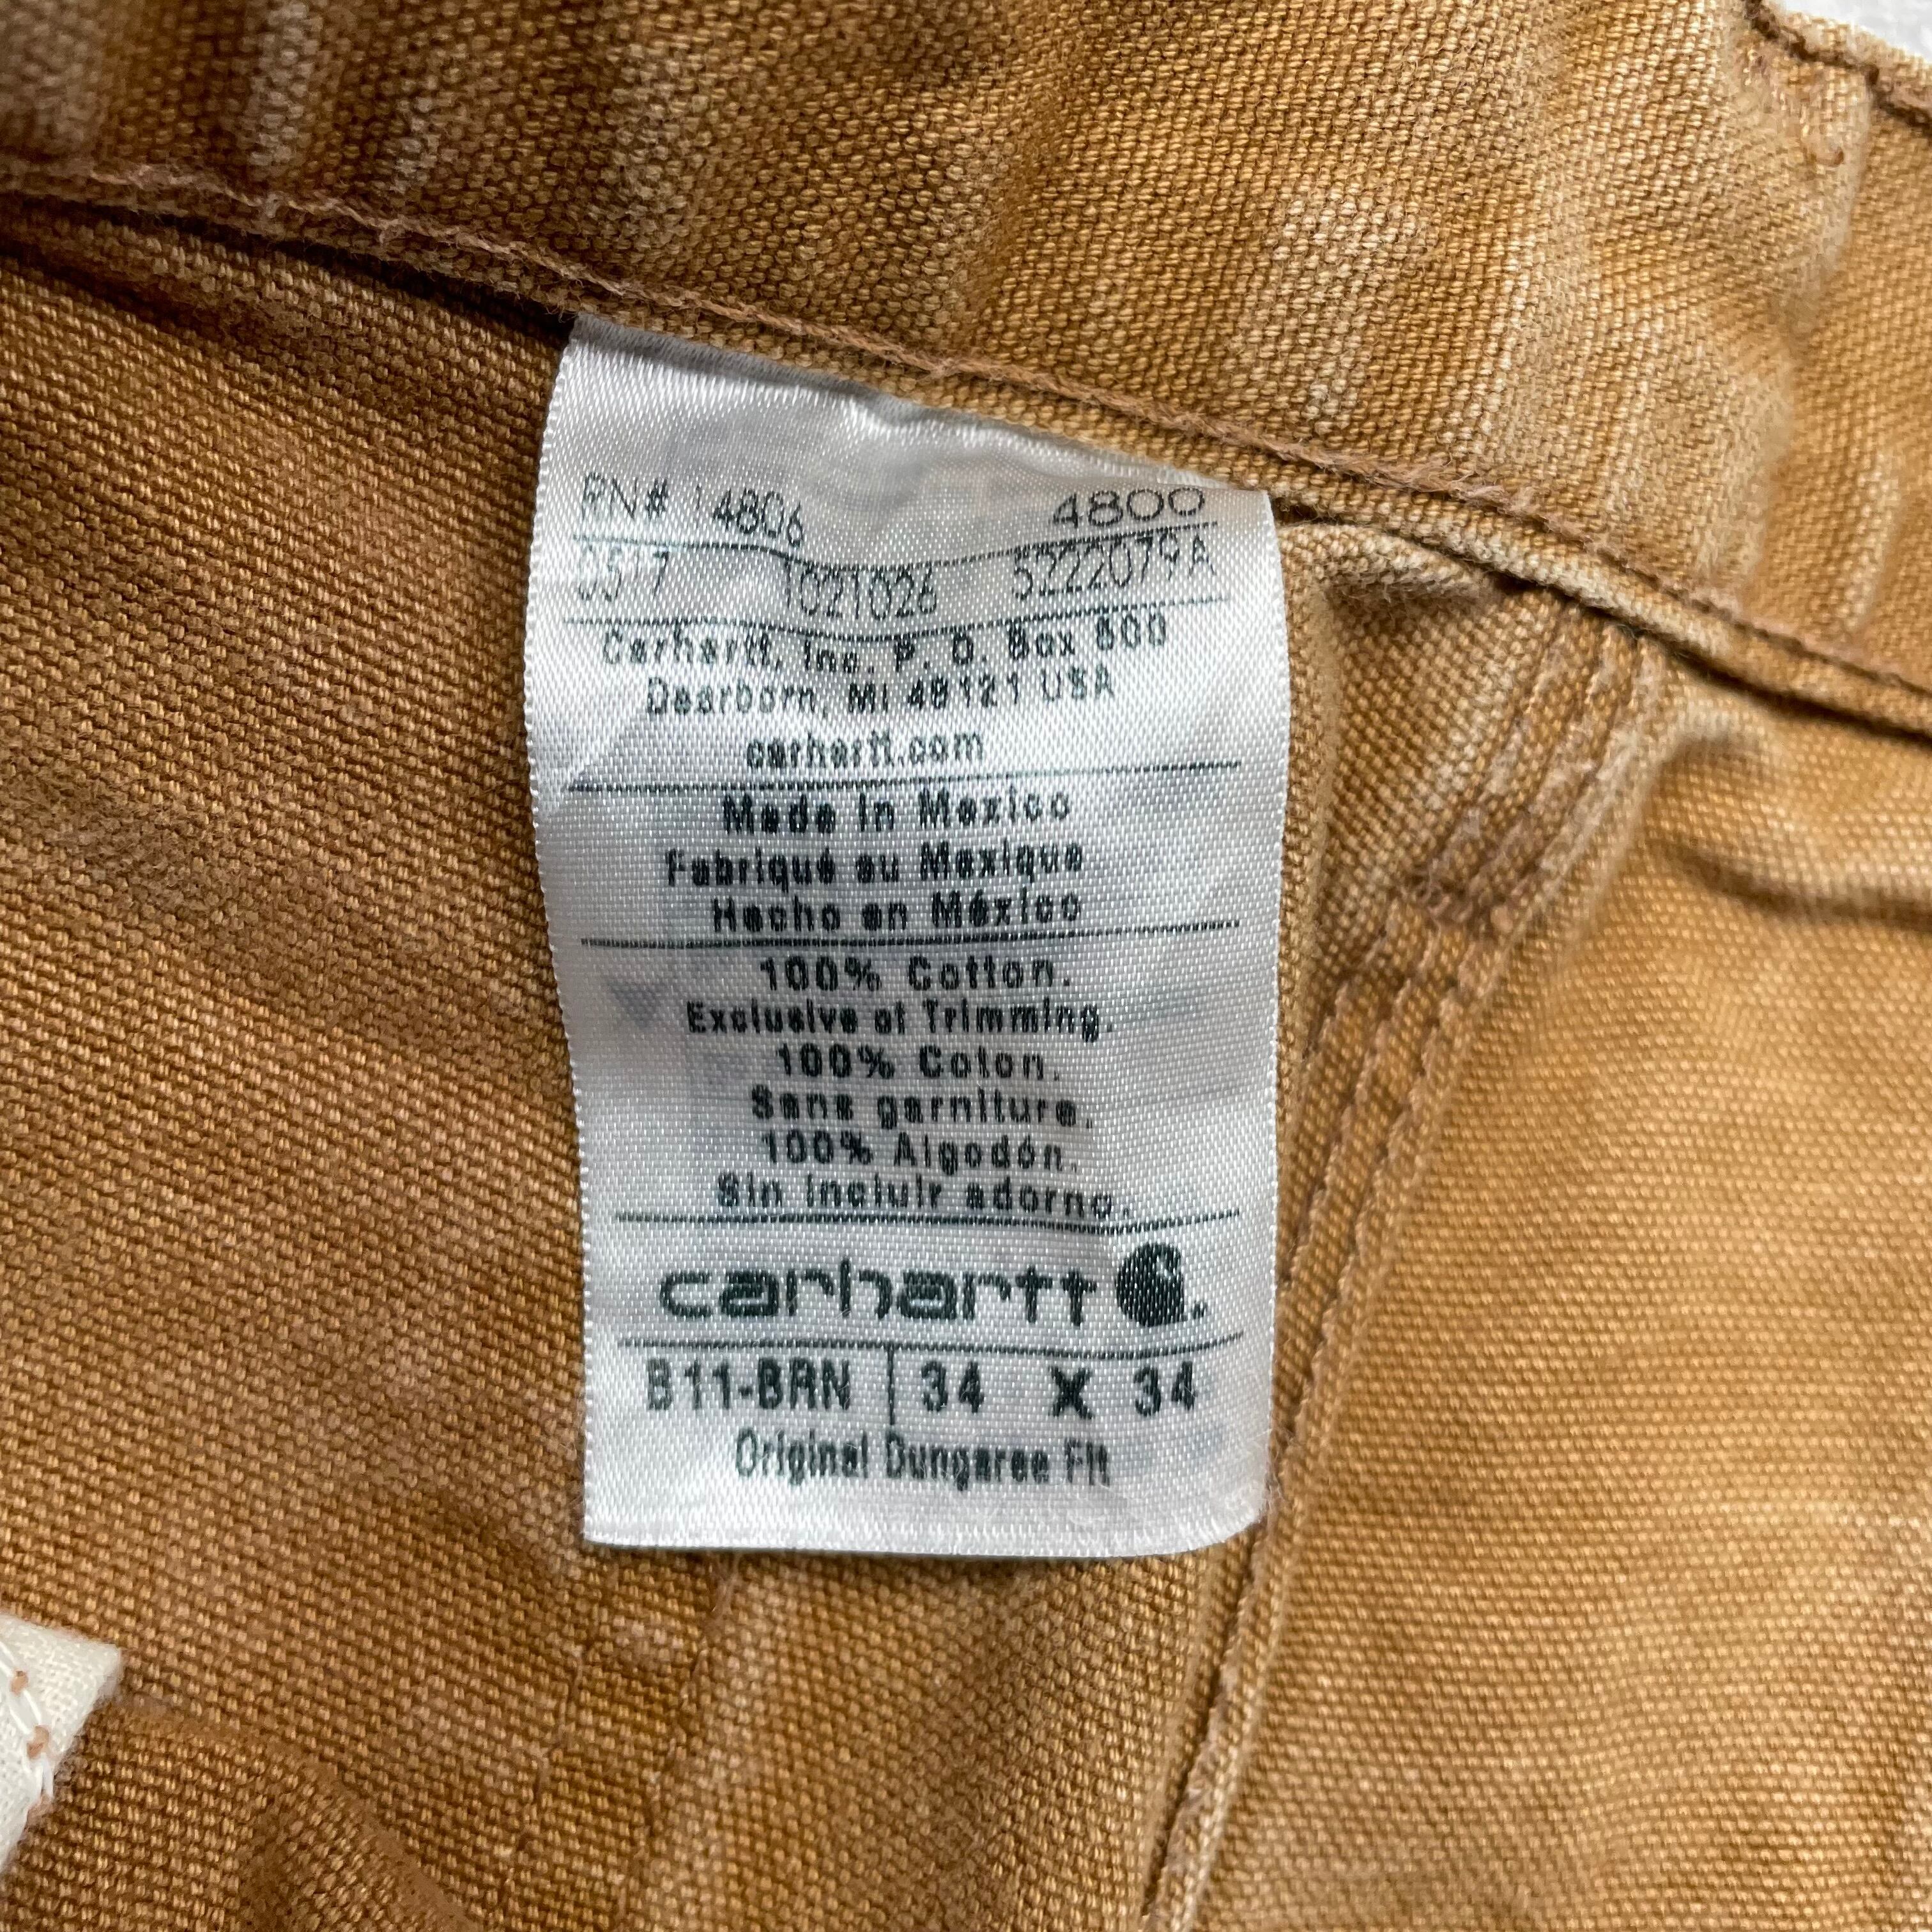 RN# 14806 4800
0517 1021026 5222079A
Carhartt, Inc. P. O. Box 600
Dearborn, MI 48121 USA
carhartt.com
Made in Mexico
Fabriqué au Mexique
Hecho en México
100% Cotton.
Exclusive of Trimming.
100% Coton.
Sans garniture.
100% Algodón.
Sin incluir adorno.
carhartt
B11-BRN 34 X 34
Original Dungaree Fit